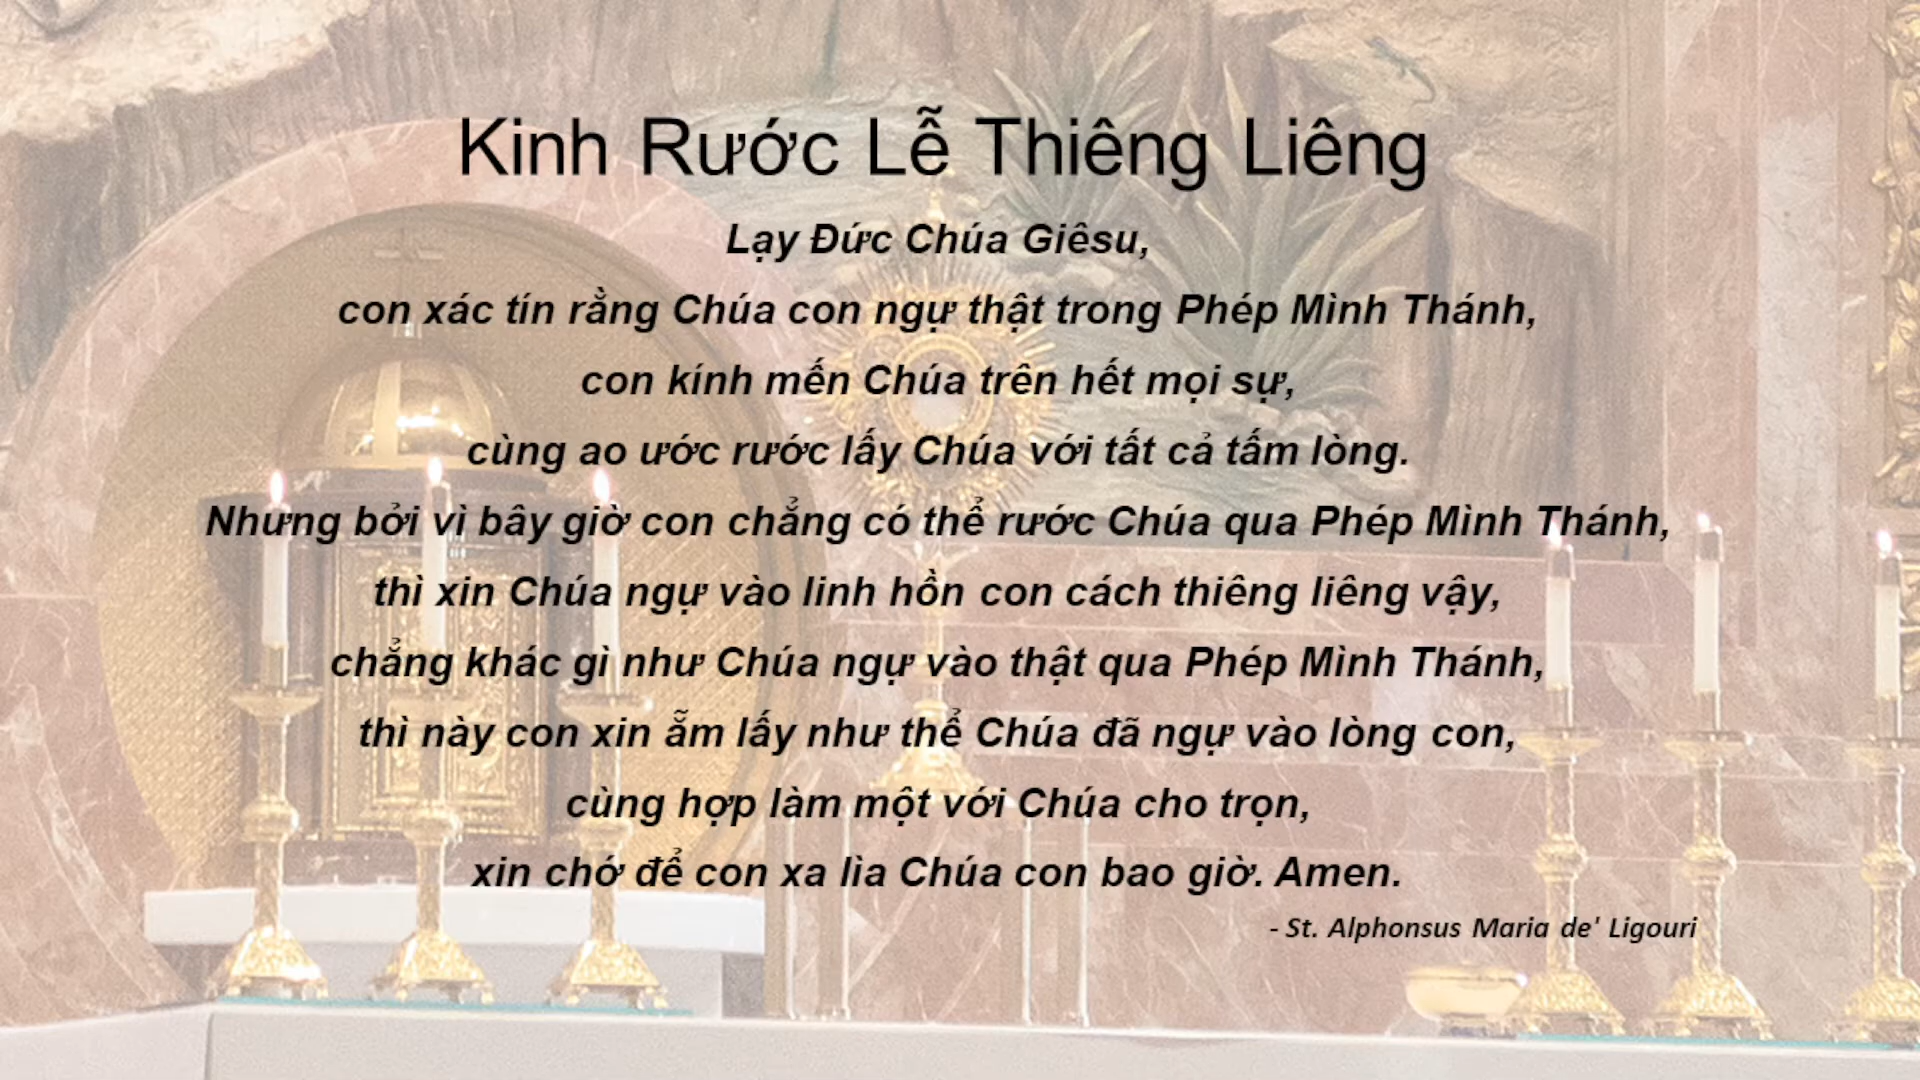 Kinh Rước Lễ Thiêng Liêng
Lạy Đức Chúa Giêsu,
con xác tín rằng Chúa con ngự thật trong Phép Mình Thánh,
con kính mến Chúa trên hết mọi sự,
cùng ao ước rước lấy Chúa với tất cả tấm lòng.
Nhưng bởi vì bây giờ con chẳng có thể rước Chúa qua Phép Mình Thánh,
thì xin Chúa ngự vào linh hồn con cách thiêng liêng vậy,
chẳng khác gì như Chúa ngự vào thật qua Phép Mình Thánh,
thì này con xin ẵm lấy như thể Chúa đã ngự vào lòng con,
cùng hợp làm một với Chúa cho trọn,
xin chớ để con xa lìa Chúa con bao giờ. Amen.
- St. Alphonsus Maria de' Ligouri